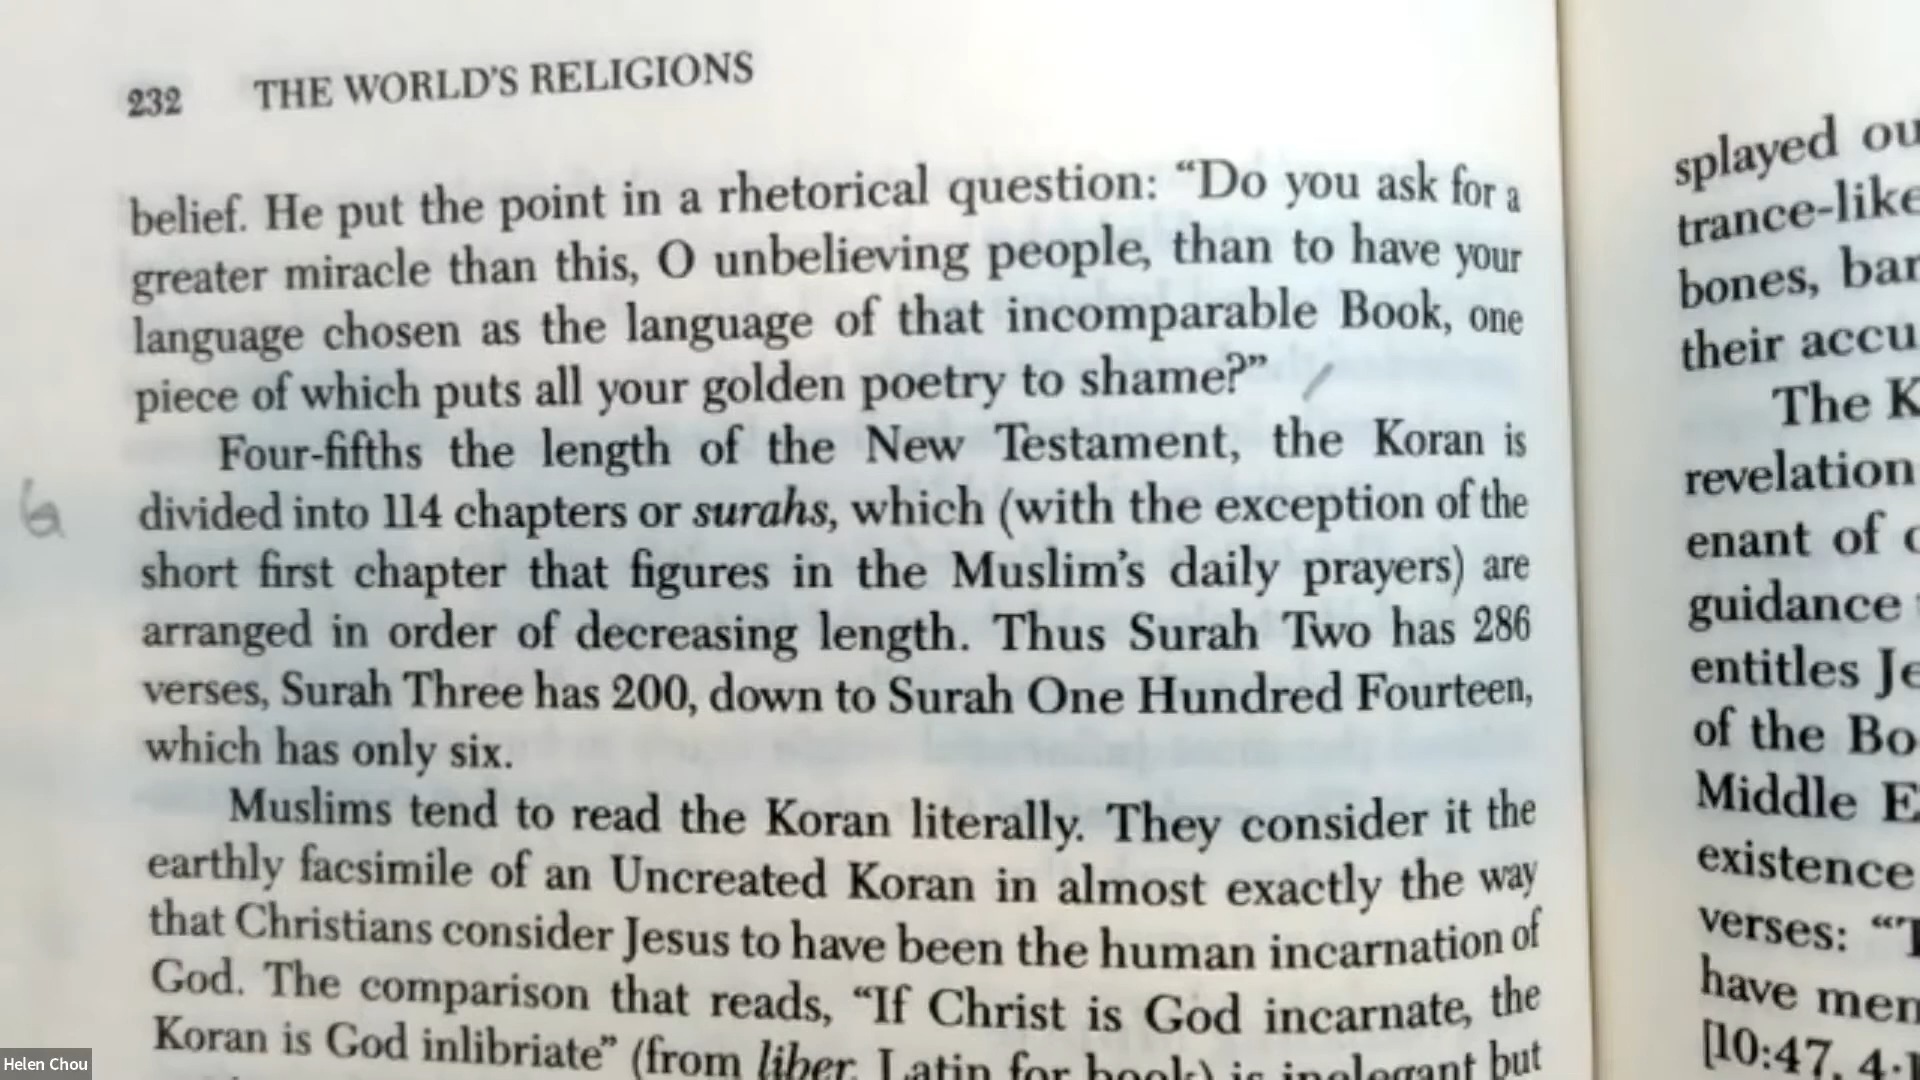 232 THE WORLD'S RELIGIONS
belief. He put the point in a rhetorical question: “Do you ask for a
greater miracle than this, O unbelieving people, than to have your
language chosen as the language of that incomparable Book, one
piece of which puts all your golden poetry to shame?”
Four-fifths the length of the New Testament, the Koran is
divided into 114 chapters or surahs, which (with the exception of the
short first chapter that figures in the Muslim’s daily prayers) are
arranged in order of decreasing length. Thus Surah Two has 286
verses, Surah Three has 200, down to Surah One Hundred Fourteen,
which has only six.
Muslims tend to read the Koran literally. They consider it the
earthly facsimile of an Uncreated Koran in almost exactly the way
that Christians consider Jesus to have been the human incarnation of
God. The comparison that reads, “If Christ is God incarnate, the
Koran is God inlibriate” (from liber, Latin for book) is inelegant but
splayed
trance-like
bones,
their
The
revelation
enant of
guidance
entitles
of the
Middle
existence
verses:
have
[10:47,
Helen Chou